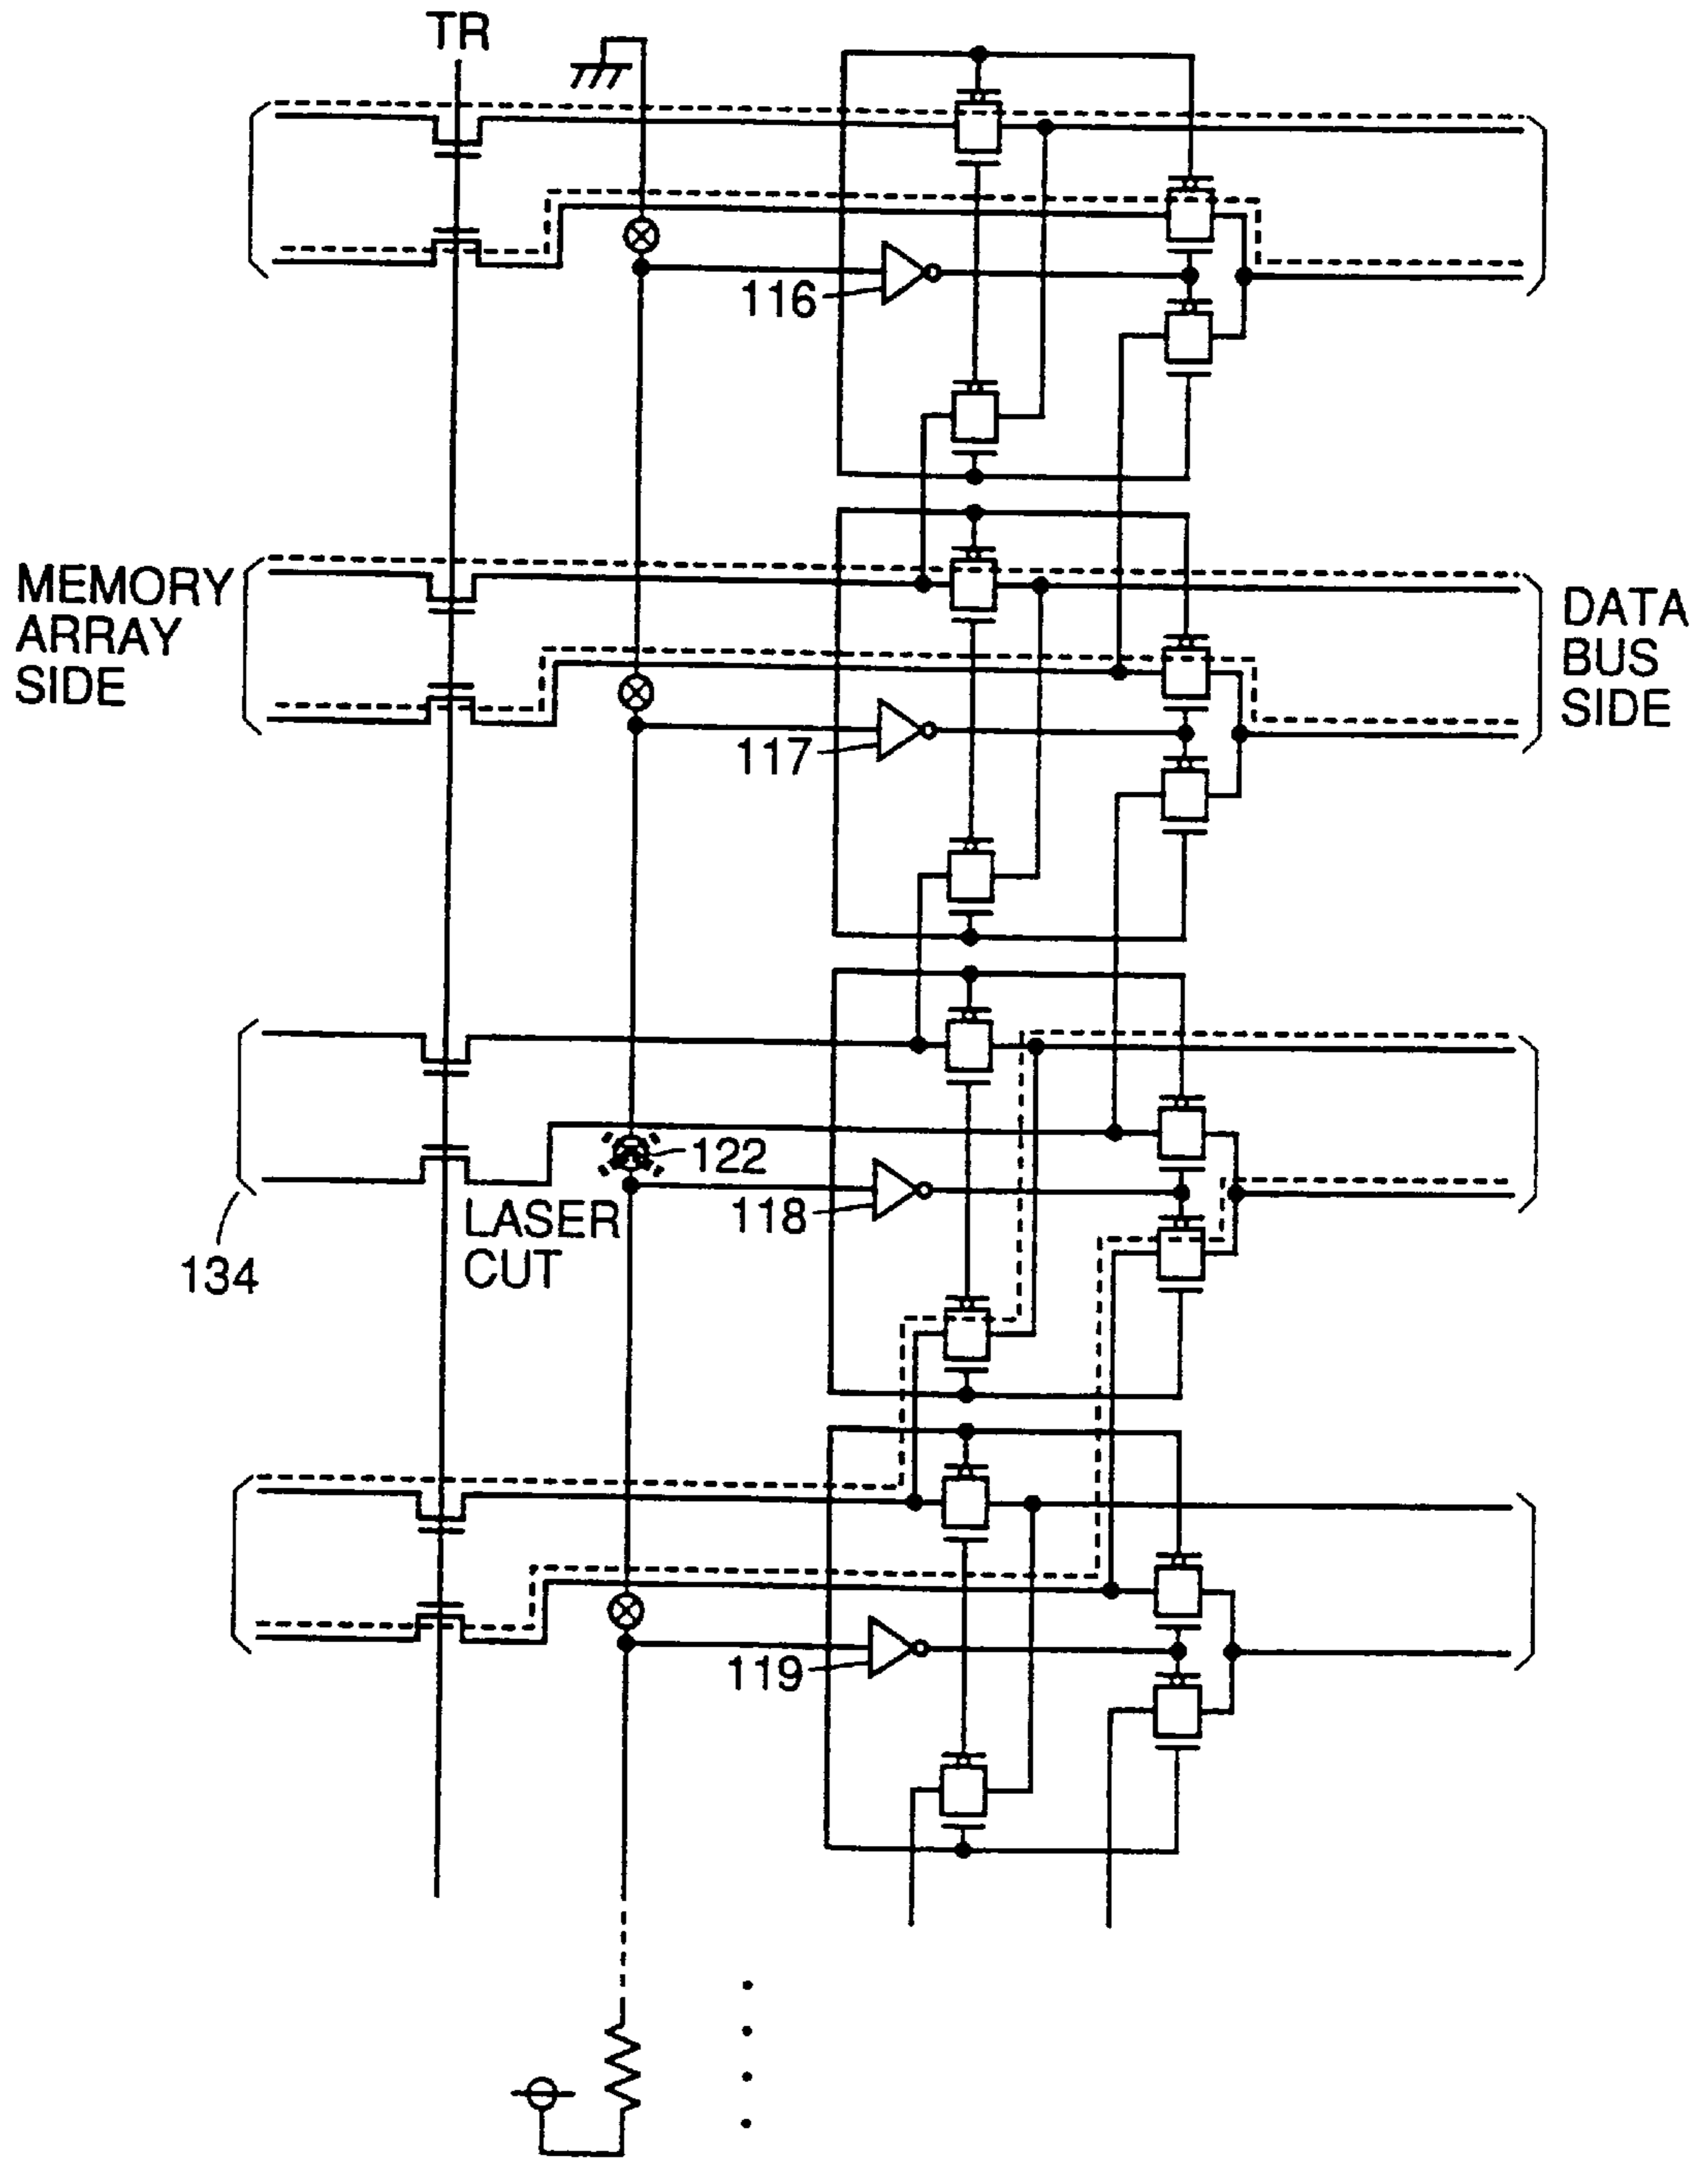 TR
116
MEMORY
ARRAY
SIDE
DATA
BUS
SIDE
117
122
LASER
CUT
118
134
119